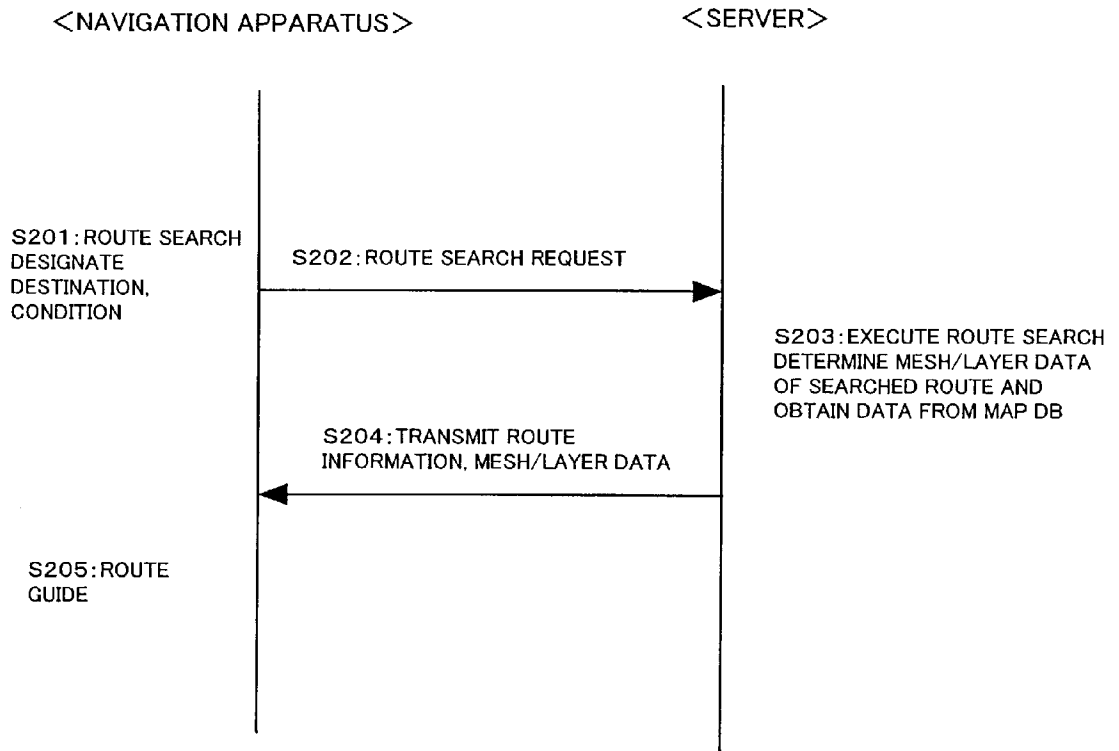 <NAVIGATION APPARATUS>
<SERVER>
S201:ROUTE SEARCH
DESIGNATE
DESTINATION,
CONDITION
S202:ROUTE SEARCH REQUEST
S203:EXECUTE ROUTE SEARCH
DETERMINE MESH/LAYER DATA
OF SEARCHED ROUTE AND
OBTAIN DATA FROM MAP DB
S204:TRANSMIT ROUTE
INFORMATION, MESH/LAYER DATA
S205:ROUTE
GUIDE